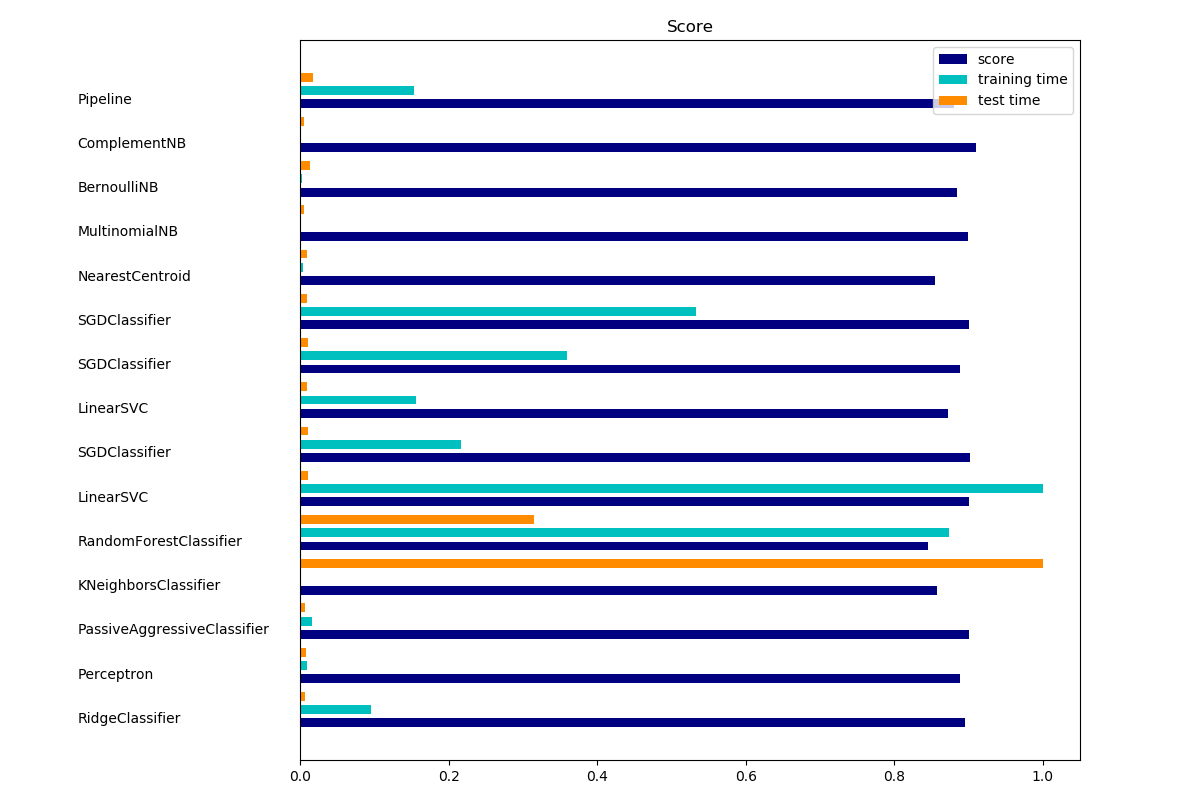 Score
score
training time
test time
Pipeline
ComplementNB
BernoulliNB
MultinomialNB
NearestCentroid
SGDClassifier
SGDClassifier
LinearSVC
SGDClassifier
LinearSVC
RandomForestClassifier
KNeighborsClassifier
PassiveAggressiveClassifier
Perceptron
RidgeClassifier
0.0 0.2 0.4 0.6 0.8 1.0